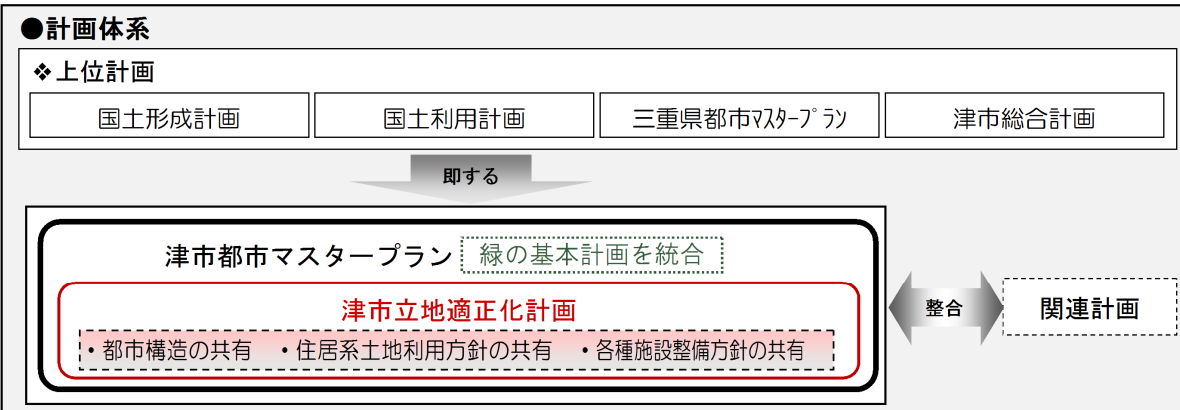 ●計画体系
❖上位計画
国土形成計画 国土利用計画 三重県都市ﾏｽﾀｰﾌﾟﾗﾝ 津市総合計画
即する
津市都市マスタープラン 緑の基本計画を統合
津市立地適正化計画
・都市構造の共有 ・住居系土地利用方針の共有 ・各種施設整備方針の共有
整合
関連計画